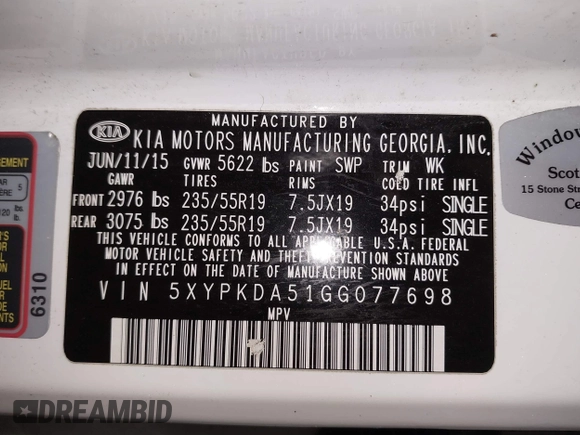 MANUFACTURED BY
KIA KIA MOTORS MANUFACTURING GEORGIA, INC.
JUN/11/15 GVWR 5622 lbs PAINT SWP TRIM WK
GAWR TIRES RIMS COLD TIRE INFL
FRONT 2976 lbs 235/55R19 7.5JX19 34psi SINGLE
REAR 3075 lbs 235/55R19 7.5JX19 34psi SINGLE
THIS VEHICLE CONFORMS TO ALL APPLICABLE U.S.A. FEDERAL
MOTOR VEHICLE SAFETY AND THEFT PREVENTION STANDARDS
IN EFFECT ON THE DATE OF MANUFACTURE SHOWN ABOVE
VIN 5XYPKDA51GG077698
MPV
6310
Window
Scot
15 Stone Stre
Ce
DREAMBID